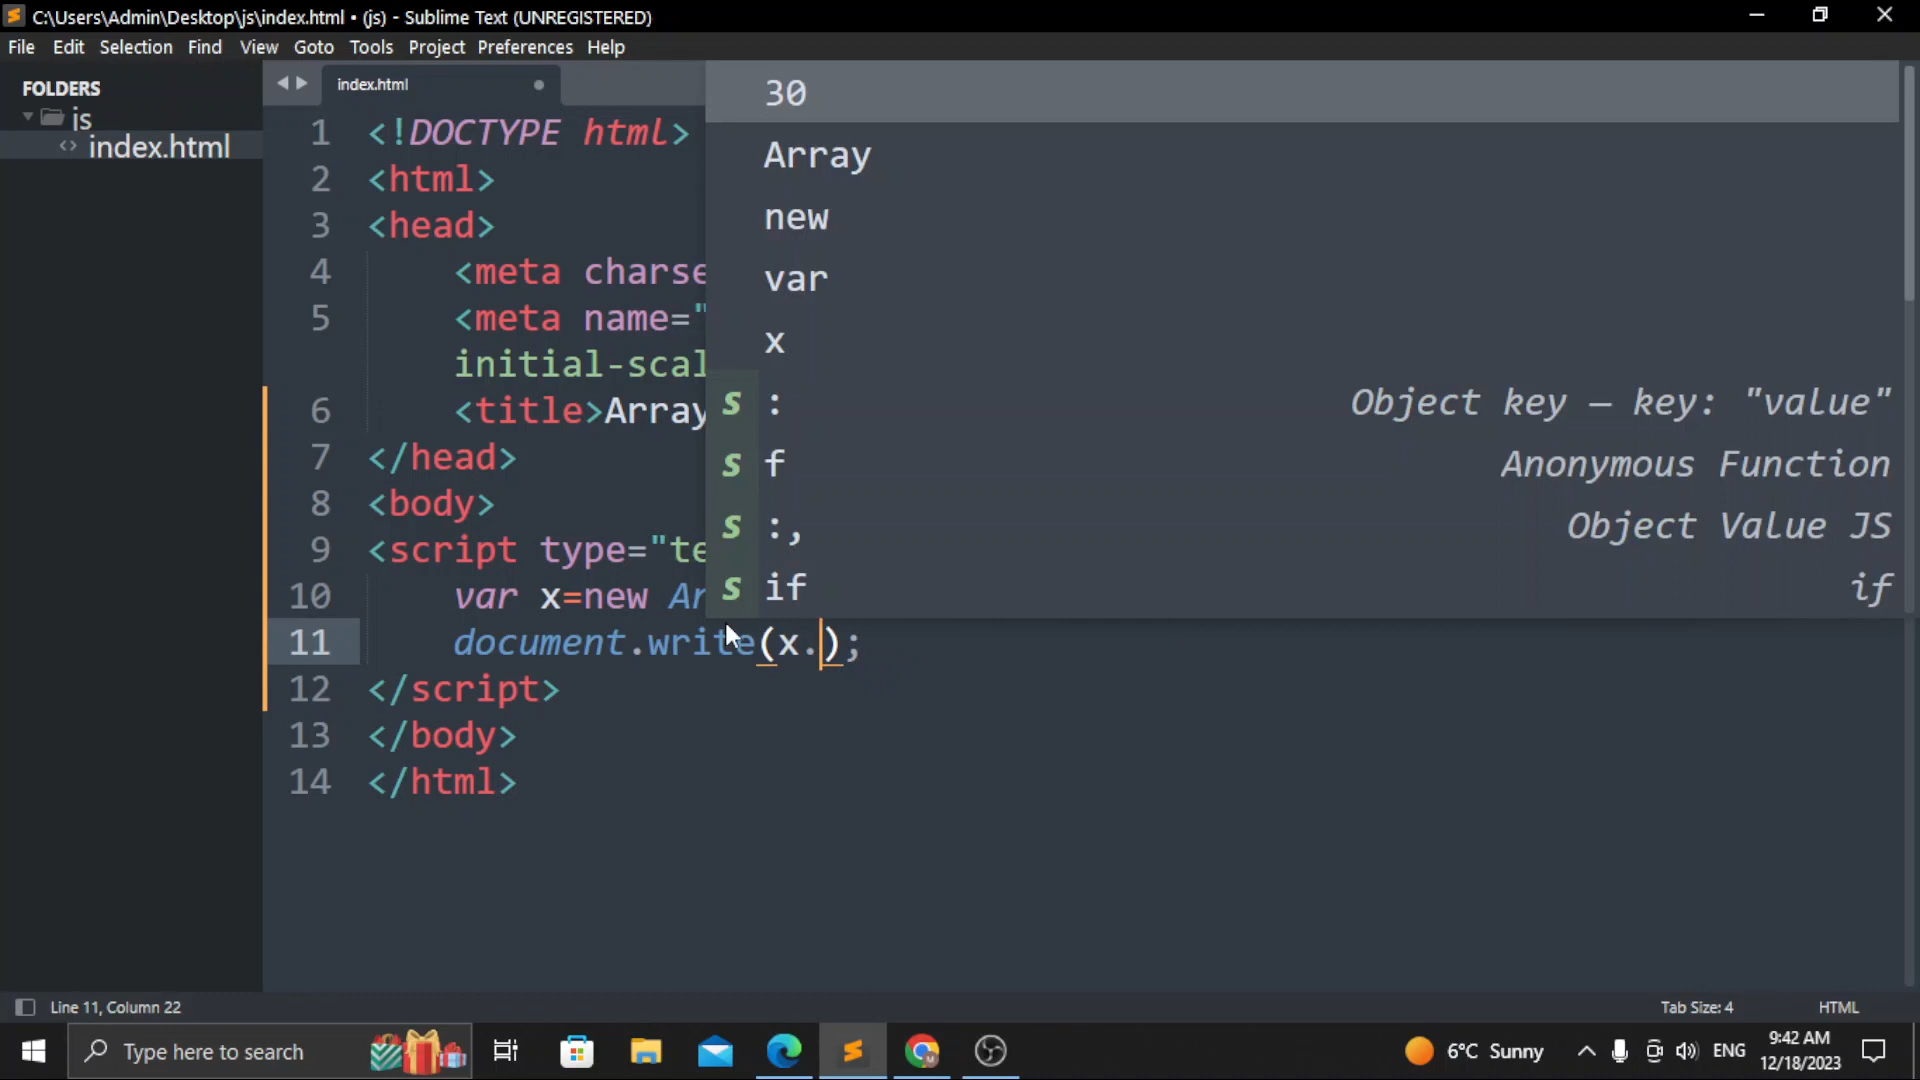 C:\Users\Admin\Desktop\js\index.html • (js) - Sublime Text (UNREGISTERED)
File Edit Selection Find View Goto Tools Project Preferences Help
FOLDERS
js
index.html
index.html
1 <!DOCTYPE html>
2 <html>
3 <head>
4 <meta charse
5 <meta name="
initial-scal
6 <title>Array
7 </head>
8 <body>
9 <script type="te
10 var x=new Ar
11 document.write(x.);
12 </script>
13 </body>
14 </html>
30
Array
new
var
x
s : Object key — key: "value"
s f Anonymous Function
s :, Object Value JS
s if if
Line 11, Column 22 Tab Size: 4 HTML
Type here to search 6°C Sunny ENG 9:42 AM
12/18/2023